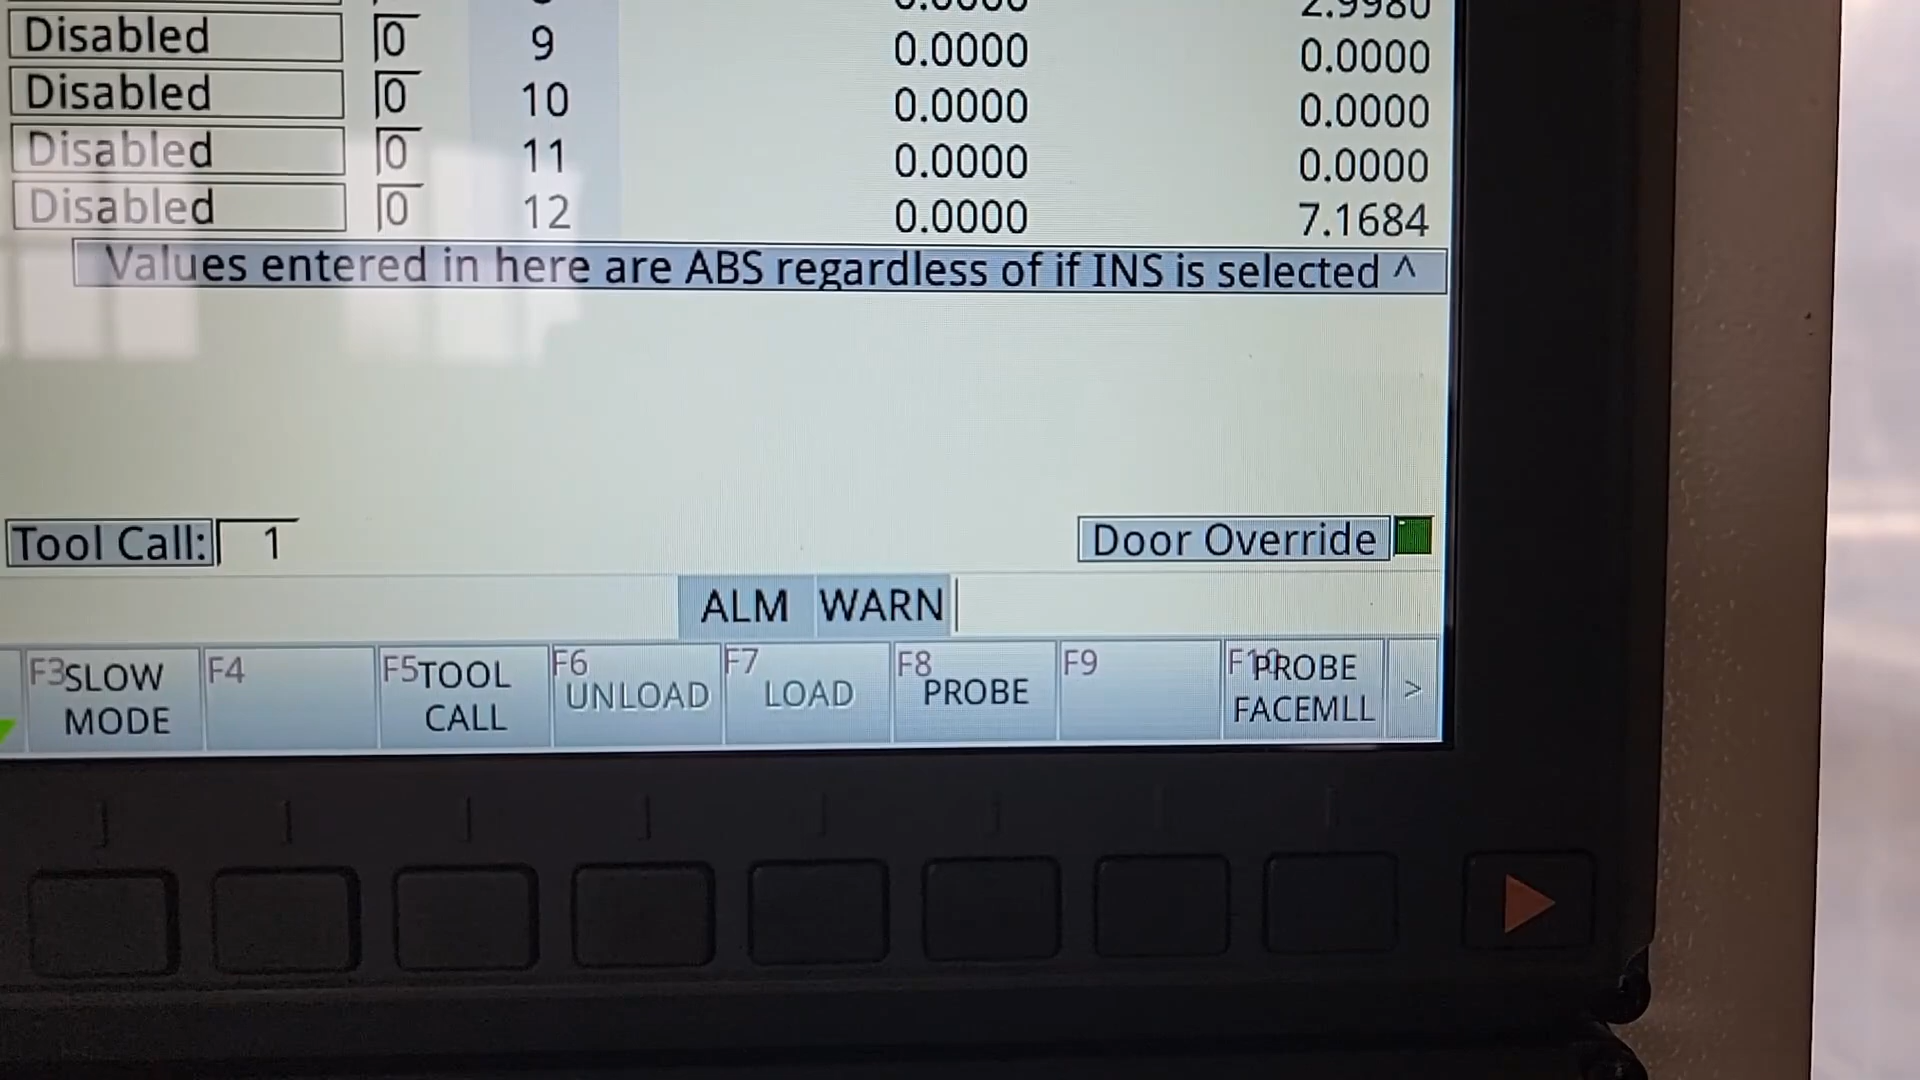 2.9980
Disabled 0 9 0.0000 0.0000
Disabled 0 10 0.0000 0.0000
Disabled 0 11 0.0000 0.0000
Disabled 0 12 0.0000 7.1684
Values entered in here are ABS regardless of if INS is selected ^
Tool Call: 1 Door Override
ALM WARN
F3 SLOW MODE
F4
F5 TOOL CALL
F6 UNLOAD
F7 LOAD
F8 PROBE
F9
F10 PROBE FACEMLL
>